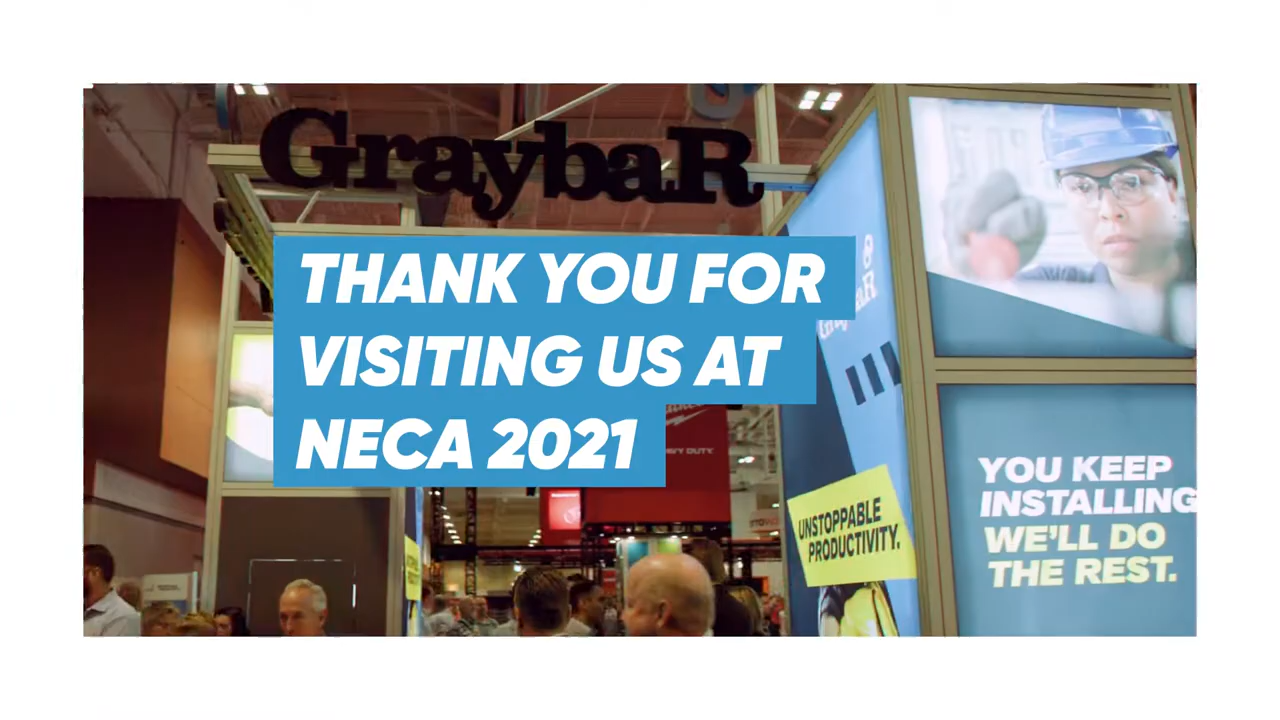 GraybaR
THANK YOU FOR
VISITING US AT
NECA 2021
UNSTOPPABLE
PRODUCTIVITY.
YOU KEEP
INSTALLING
WE'LL DO
THE REST.